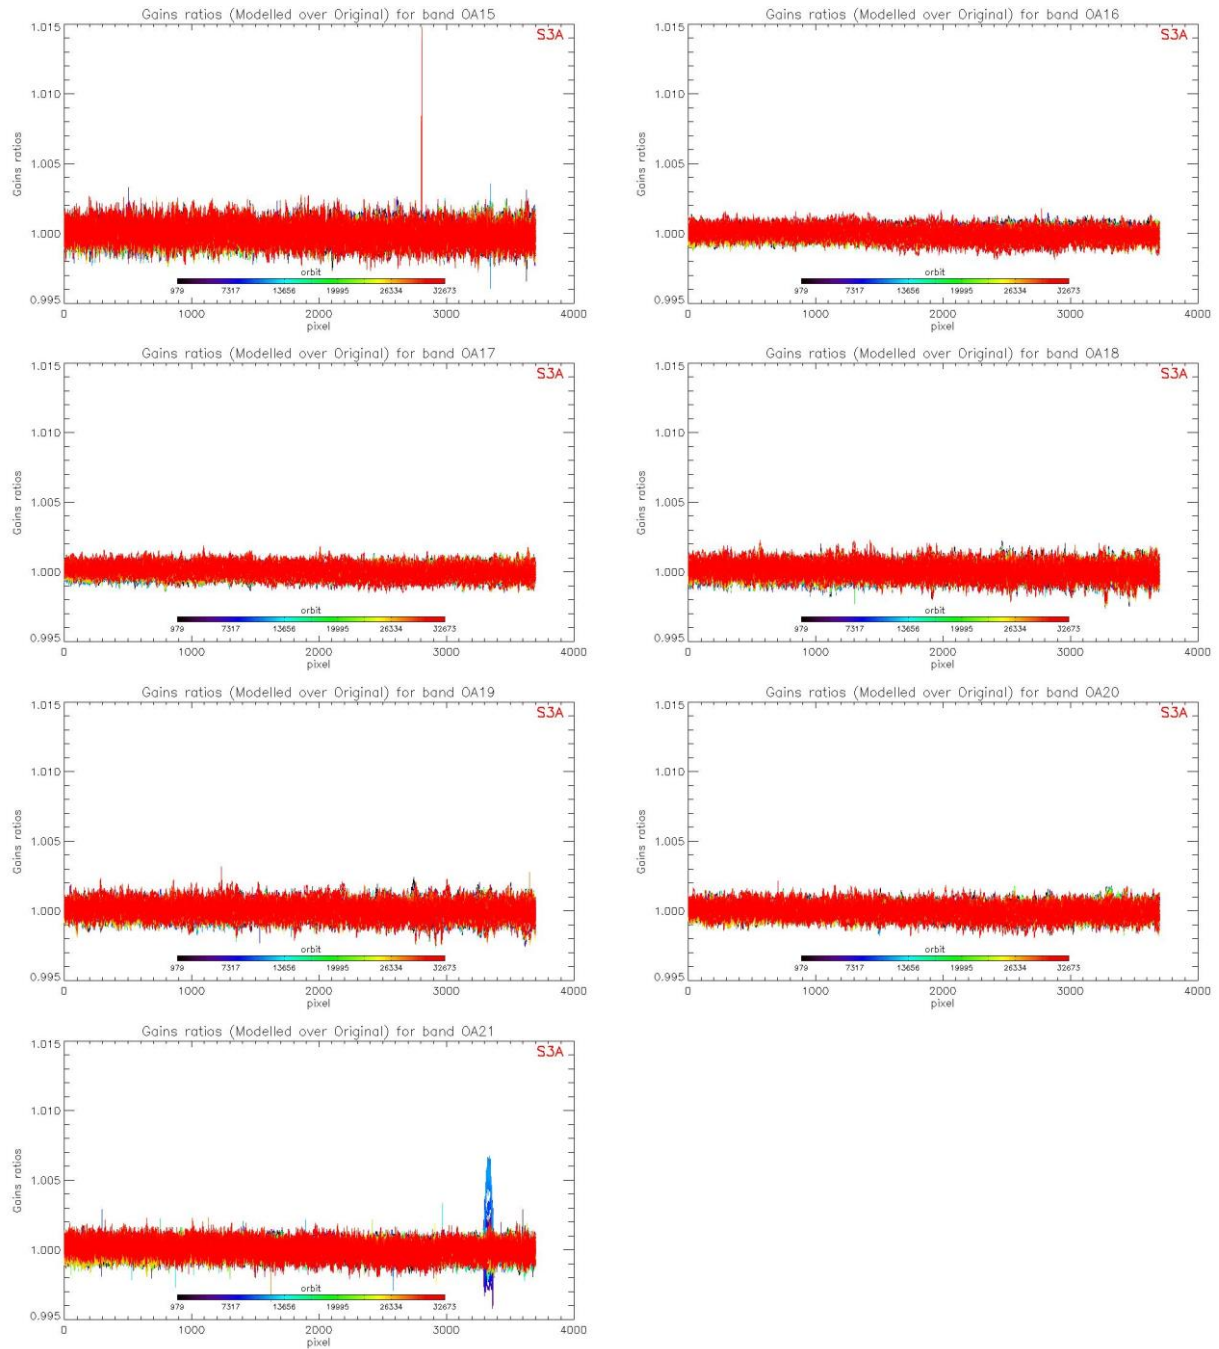 Gains ratios (Modelled over Original) for band OA15
S3A
1.015
1.010
1.005
1.000
0.995
Gains ratios
orbit
979 7317 13656 19995 26334 32673
0 1000 2000 3000 4000
pixel
Gains ratios (Modelled over Original) for band OA16
S3A
1.015
1.010
1.005
1.000
0.995
Gains ratios
orbit
979 7317 13656 19995 26334 32673
0 1000 2000 3000 4000
pixel
Gains ratios (Modelled over Original) for band OA17
S3A
1.015
1.010
1.005
1.000
0.995
Gains ratios
orbit
979 7317 13656 19995 26334 32673
0 1000 2000 3000 4000
pixel
Gains ratios (Modelled over Original) for band OA18
S3A
1.015
1.010
1.005
1.000
0.995
Gains ratios
orbit
979 7317 13656 19995 26334 32673
0 1000 2000 3000 4000
pixel
Gains ratios (Modelled over Original) for band OA19
S3A
1.015
1.010
1.005
1.000
0.995
Gains ratios
orbit
979 7317 13656 19995 26334 32673
0 1000 2000 3000 4000
pixel
Gains ratios (Modelled over Original) for band OA20
S3A
1.015
1.010
1.005
1.000
0.995
Gains ratios
orbit
979 7317 13656 19995 26334 32673
0 1000 2000 3000 4000
pixel
Gains ratios (Modelled over Original) for band OA21
S3A
1.015
1.010
1.005
1.000
0.995
Gains ratios
orbit
979 7317 13656 19995 26334 32673
0 1000 2000 3000 4000
pixel